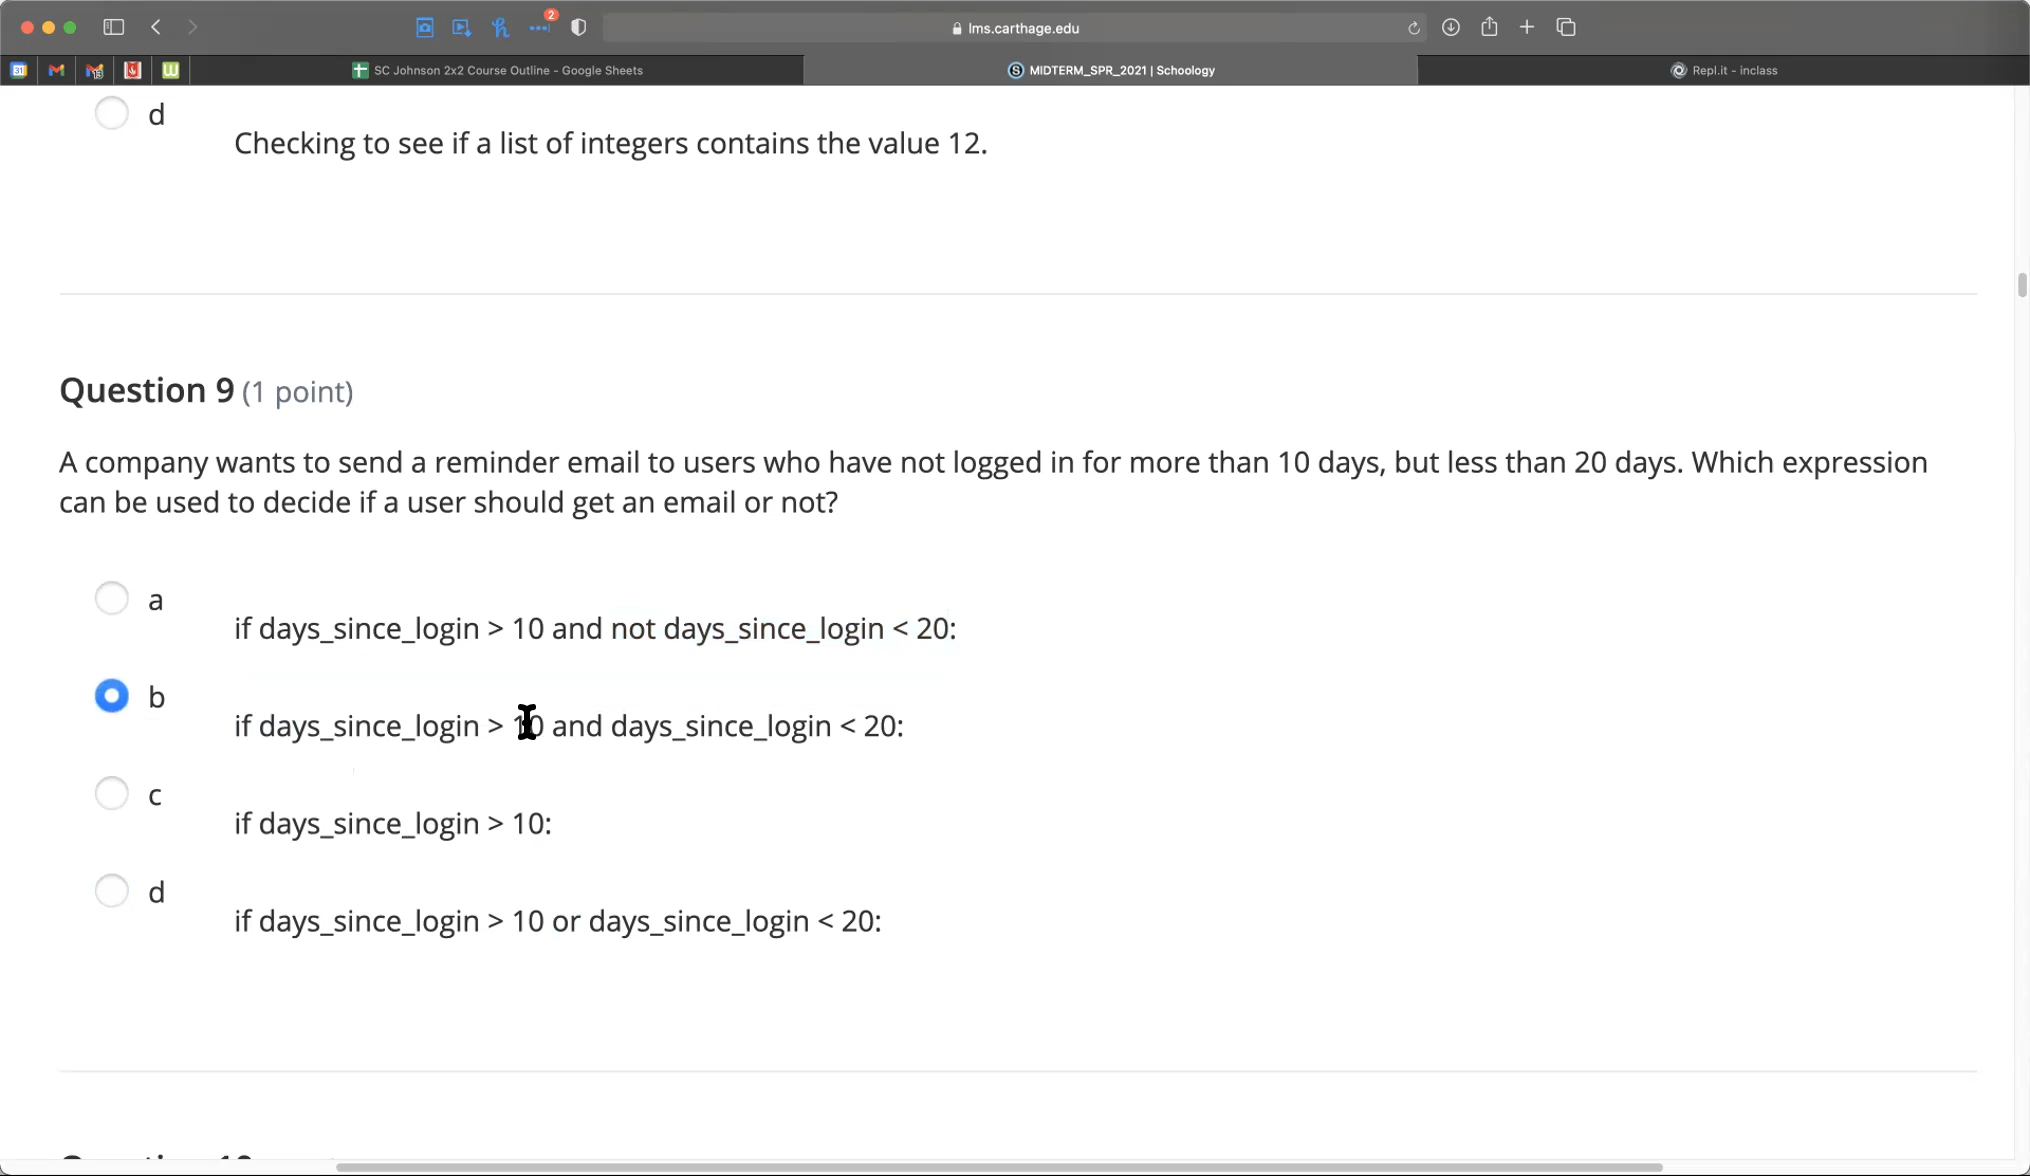 lms.carthage.edu
2
31
SC Johnson 2x2 Course Outline - Google Sheets
S MIDTERM_SPR_2021 | Schoology
Repl.it - inclass
d
Checking to see if a list of integers contains the value 12.
Question 9 (1 point)
A company wants to send a reminder email to users who have not logged in for more than 10 days, but less than 20 days. Which expression
can be used to decide if a user should get an email or not?
a
if days_since_login > 10 and not days_since_login < 20:
b
if days_since_login > 10 and days_since_login < 20:
c
if days_since_login > 10:
d
if days_since_login > 10 or days_since_login < 20: